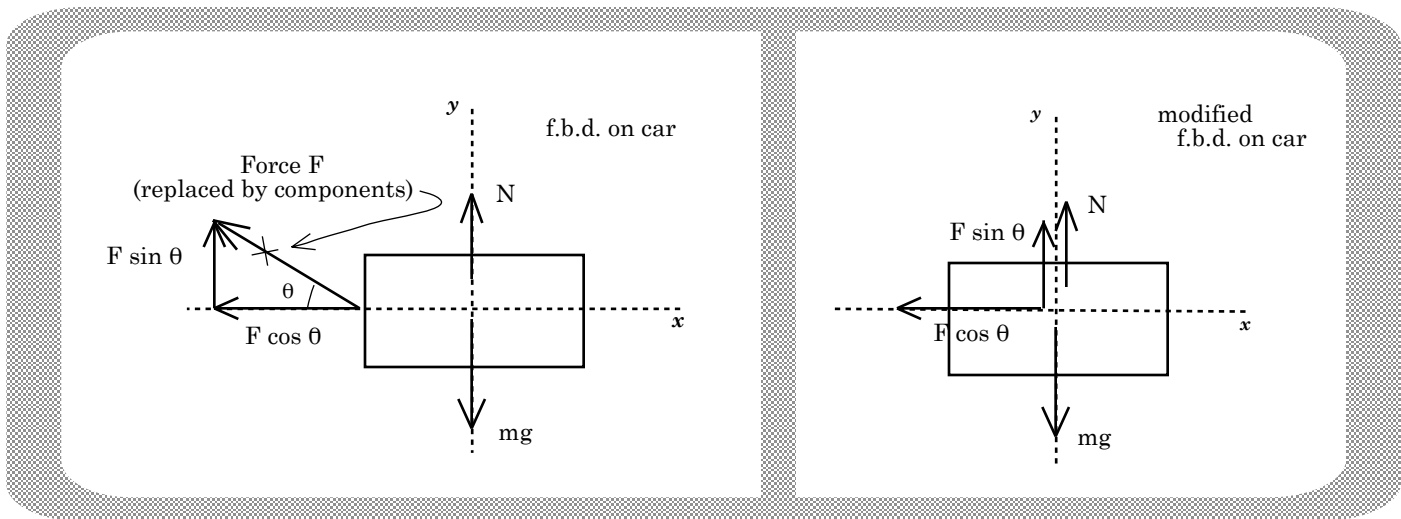 y
f.b.d. on car
Force F
(replaced by components)
N
F sin θ
θ
F cos θ
x
mg
y
modified
f.b.d. on car
N
F sin θ
F cos θ
x
mg